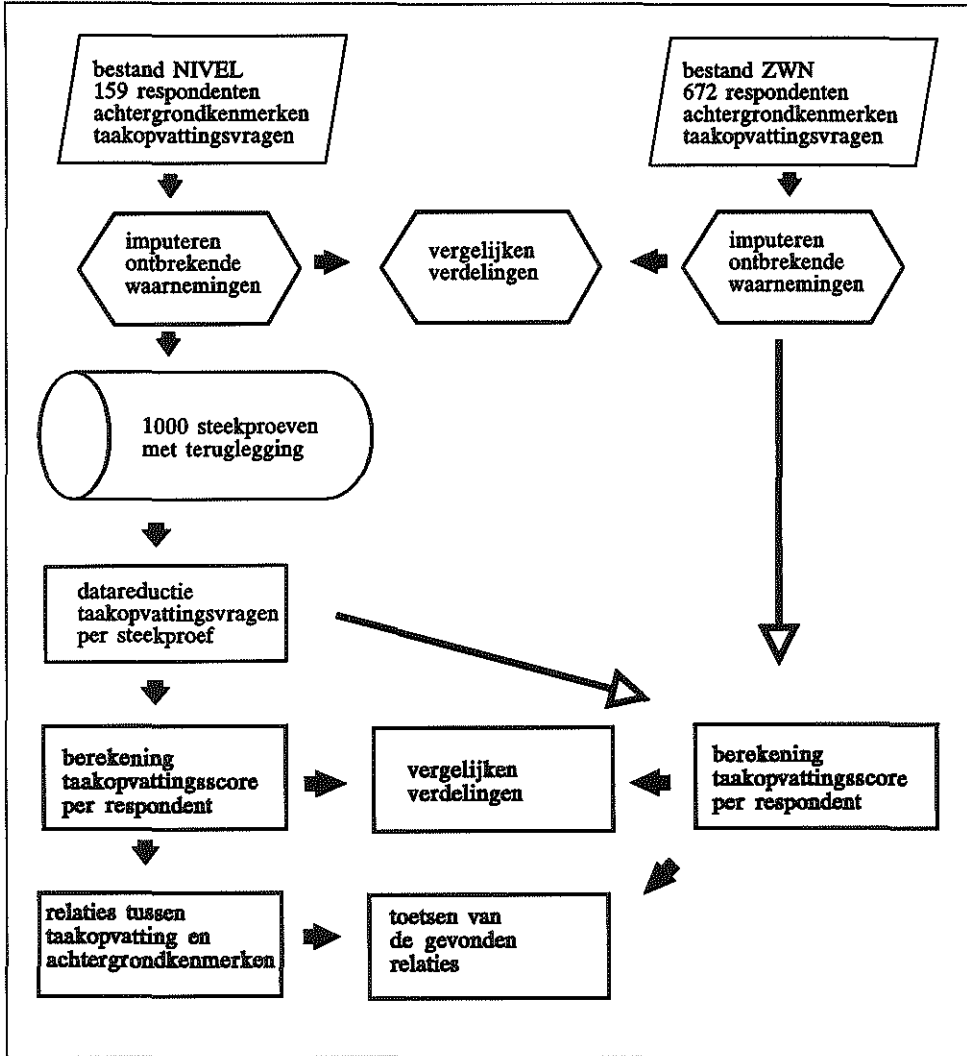 bestand NIVEL
159 respondenten
achtergrondkenmerken
taakopvattingsvragen
bestand ZWN
672 respondenten
achtergrondkenmerken
taakopvattingsvragen
imputeren
ontbrekende
waarnemingen
vergelijken
verdelingen
imputeren
ontbrekende
waarnemingen
1000 steekproeven
met teruglegging
datareductie
taakopvattingsvragen
per steekproef
berekening
taakopvattingsscore
per respondent
vergelijken
verdelingen
berekening
taakopvattingsscore
per respondent
relaties tussen
taakopvatting en
achtergrondkenmerken
toetsen van
de gevonden
relaties